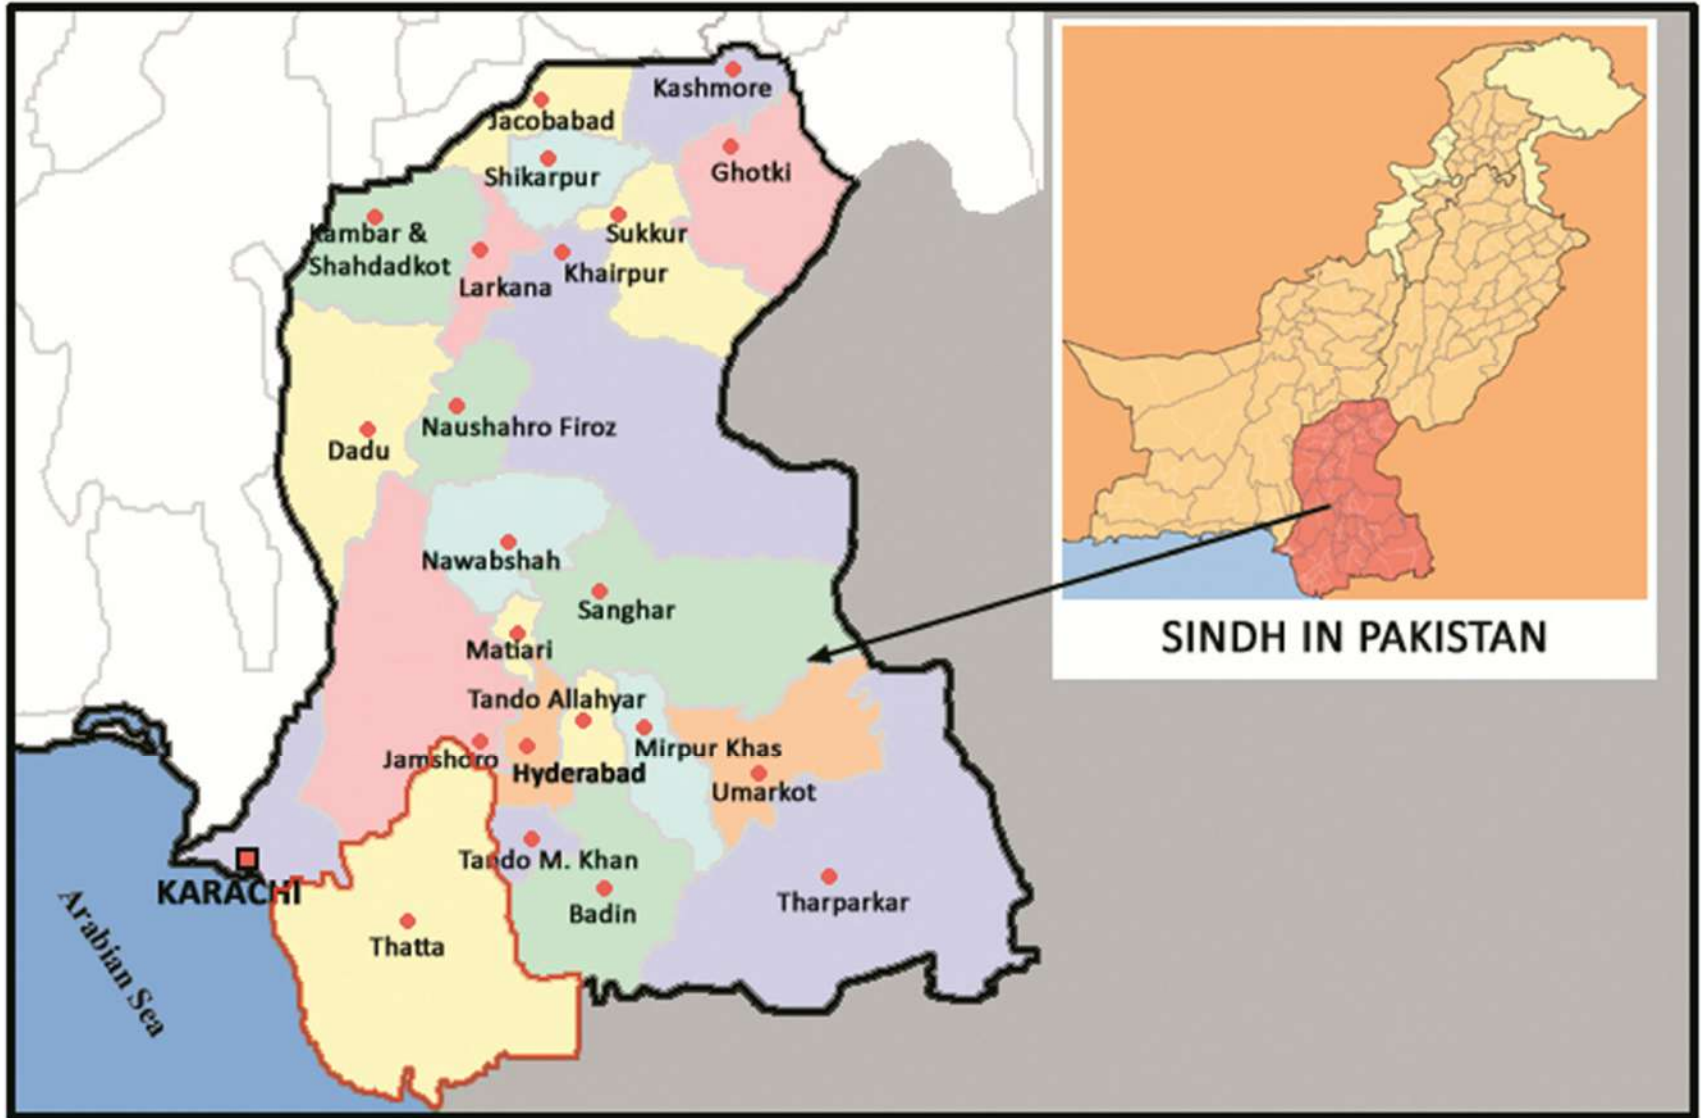 Kashmore
Jacobabad
Ghotki
Shikarpur
Kambar &
Shahdadkot
Sukkur
Khairpur
Larkana
Naushahro Firoz
Dadu
Nawabshah
Sanghar
Matiari
Tando Allahyar
Jamshoro
Hyderabad
Mirpur Khas
Umarkot
Tando M. Khan
KARACHI
Badin
Tharparkar
Thatta
Arabian Sea
SINDH IN PAKISTAN